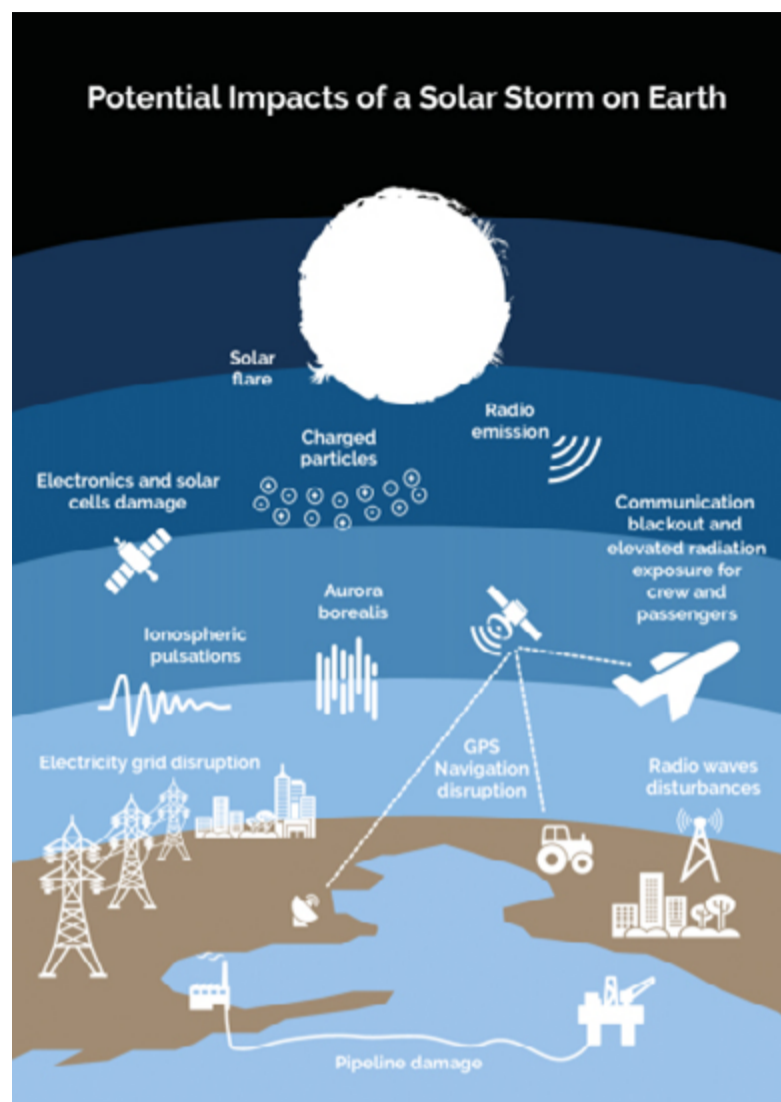 Potential Impacts of a Solar Storm on Earth
Solar
flare
Radio
emission
Charged
particles
Electronics and solar
cells damage
Communication
blackout and
elevated radiation
exposure for
crew and
passengers
Aurora
borealis
Ionospheric
pulsations
GPS
Navigation
disruption
Electricity grid disruption
Radio waves
disturbances
Pipeline damage